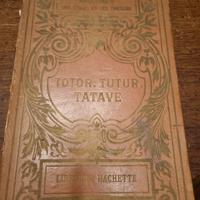 TOTOR, TUTUR,
TATAVE
LIBRAIRIE HACHETTE